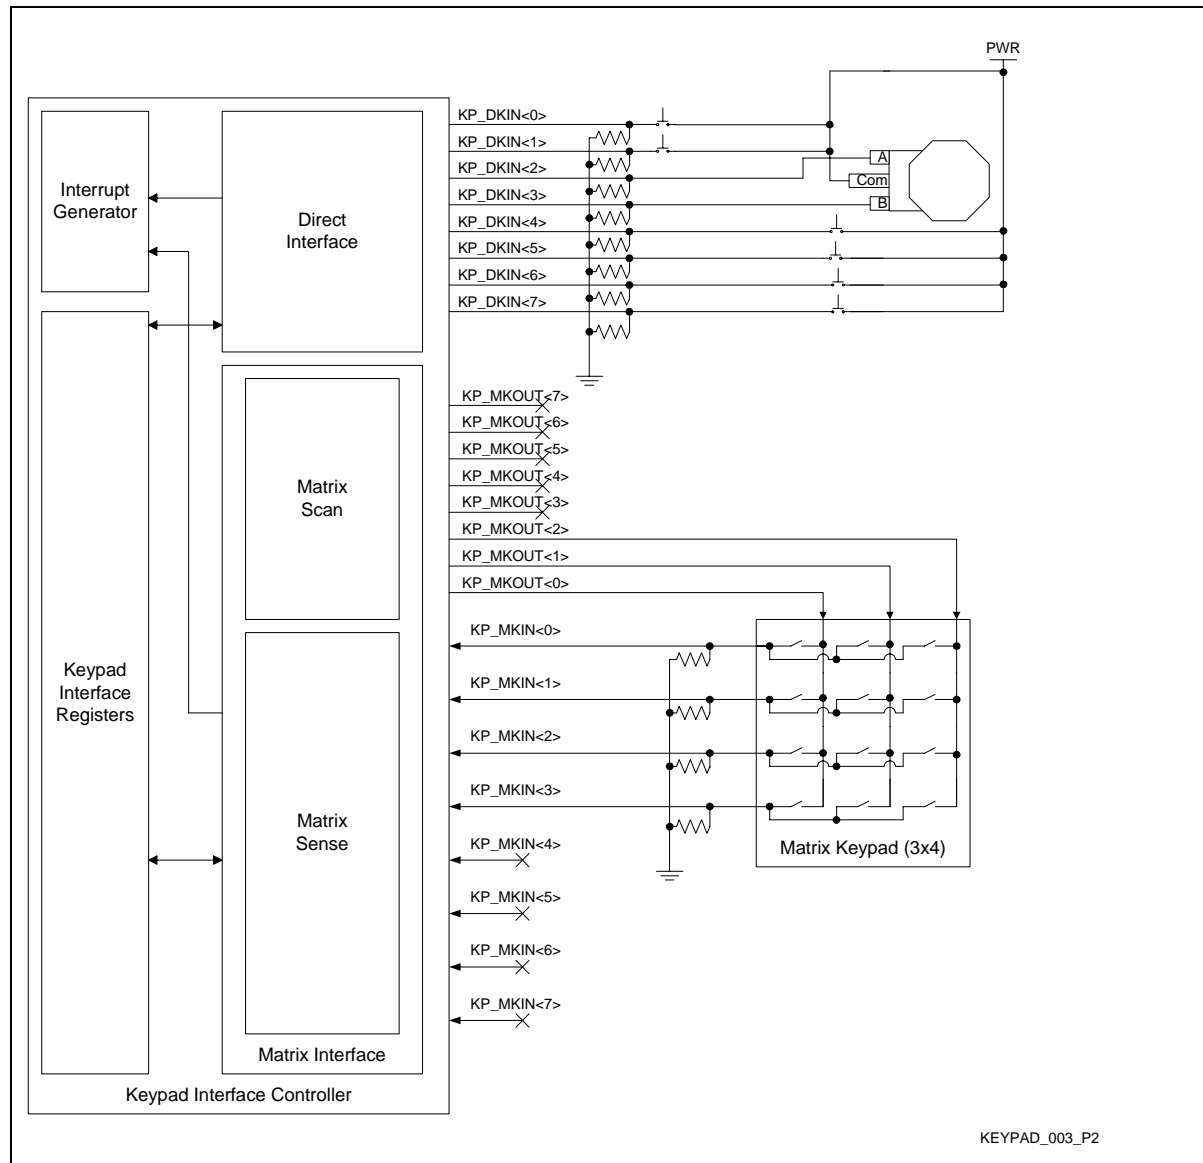 PWR
KP_DKIN<0>
KP_DKIN<1>
KP_DKIN<2>
KP_DKIN<3>
KP_DKIN<4>
KP_DKIN<5>
KP_DKIN<6>
KP_DKIN<7>
A
Com
B
Interrupt
Generator
Direct
Interface
KP_MKOUT<7>
KP_MKOUT<6>
KP_MKOUT<5>
KP_MKOUT<4>
KP_MKOUT<3>
KP_MKOUT<2>
KP_MKOUT<1>
KP_MKOUT<0>
Matrix
Scan
KP_MKIN<0>
KP_MKIN<1>
KP_MKIN<2>
KP_MKIN<3>
KP_MKIN<4>
KP_MKIN<5>
KP_MKIN<6>
KP_MKIN<7>
Keypad
Interface
Registers
Matrix
Sense
Matrix Keypad (3x4)
Matrix Interface
Keypad Interface Controller
KEYPAD_003_P2